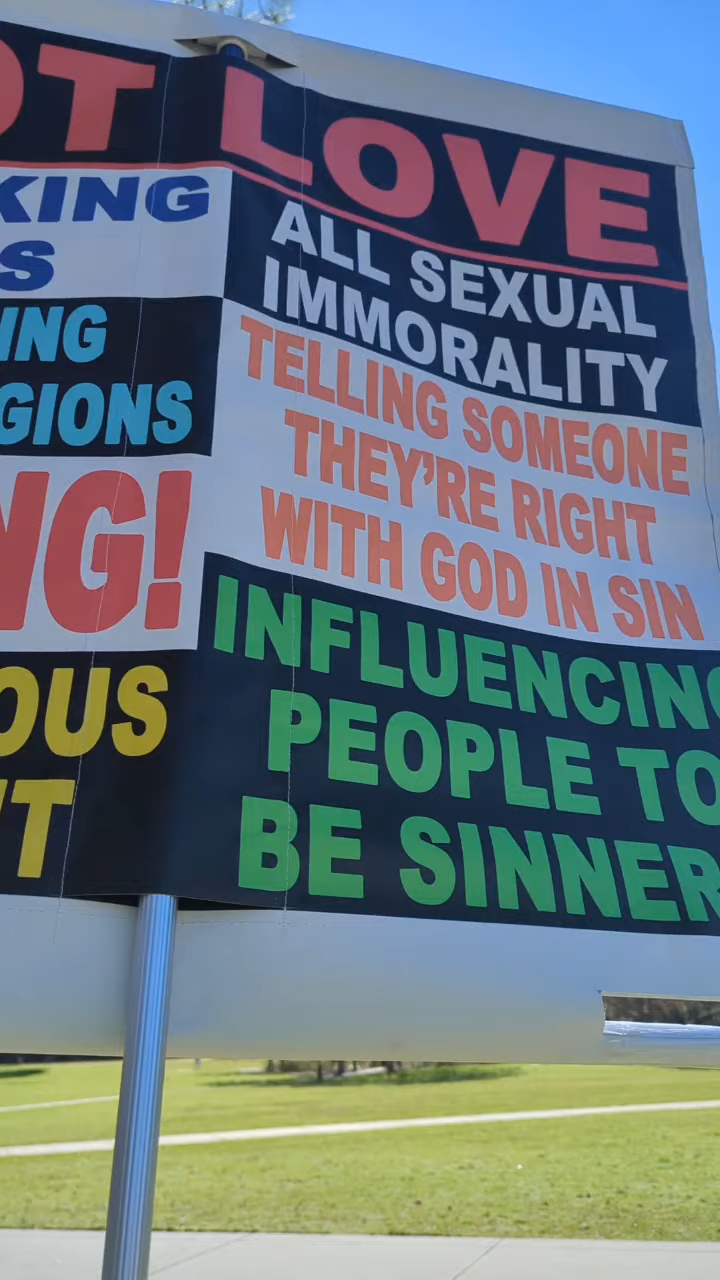 OT LOVE
KING
S
ING
GIONS
NG!
OUS
T
ALL SEXUAL
IMMORALITY
TELLING SOMEONE
THEY'RE RIGHT
WITH GOD IN SIN
INFLUENCING
PEOPLE TO
BE SINNER